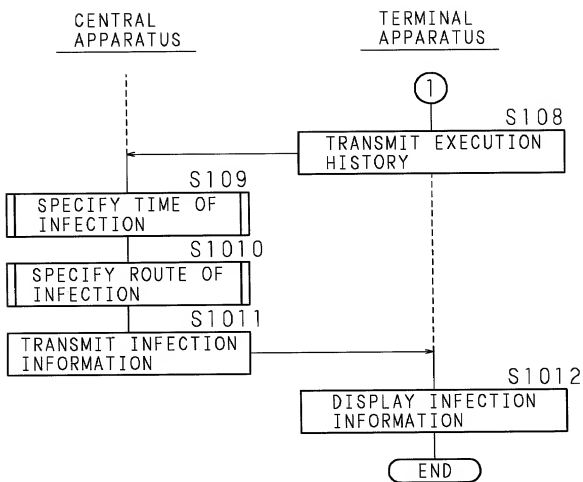 CENTRAL
APPARATUS
TERMINAL
APPARATUS
1
S108
TRANSMIT EXECUTION
HISTORY
S109
SPECIFY TIME OF
INFECTION
S1010
SPECIFY ROUTE OF
INFECTION
S1011
TRANSMIT INFECTION
INFORMATION
S1012
DISPLAY INFECTION
INFORMATION
END